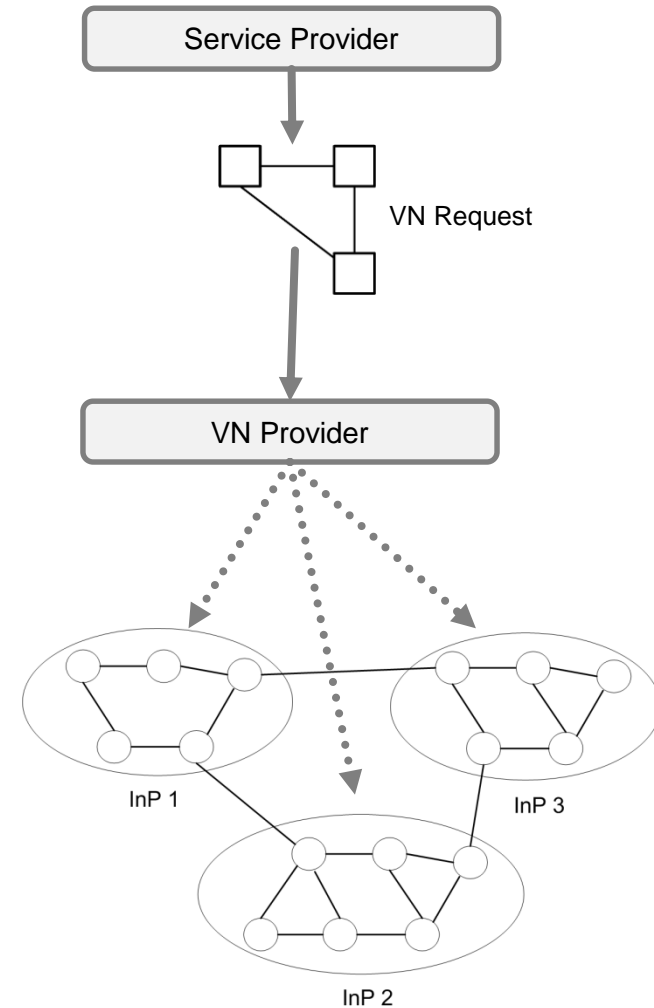 Service Provider
VN Request
VN Provider
InP 1
InP 3
InP 2